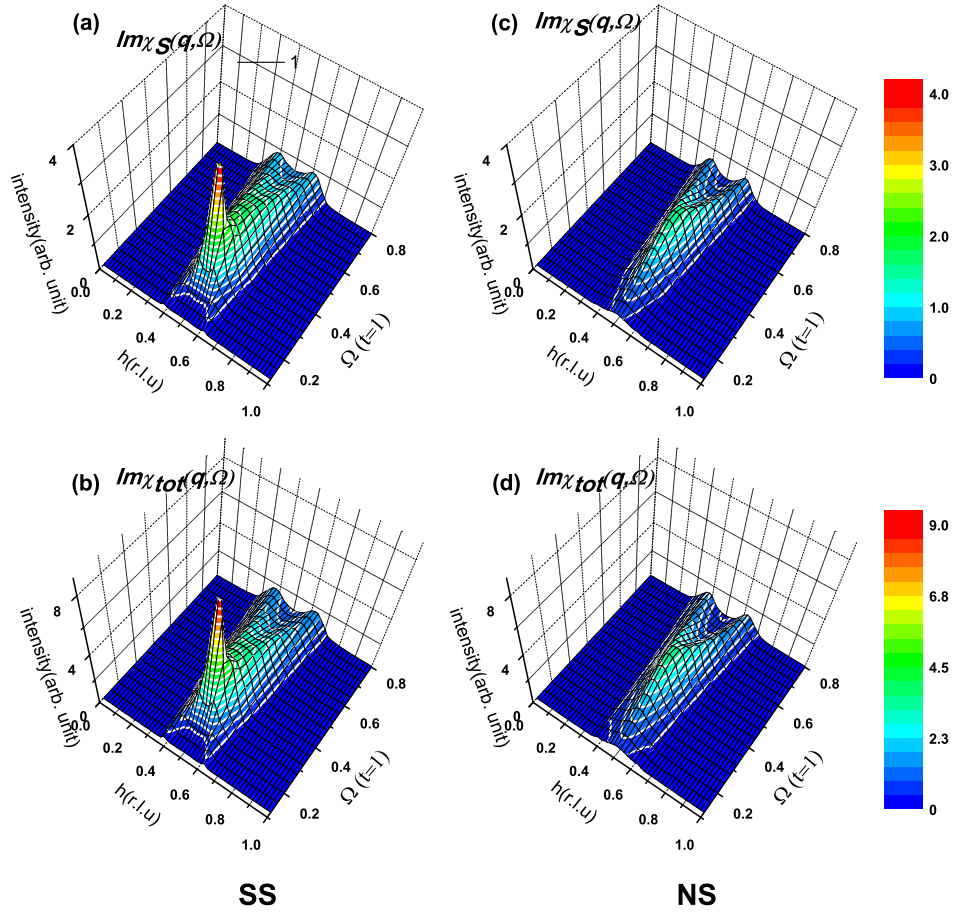 (a)
ImχS(q,Ω)
1
4
2
0
intensity(arb. unit)
0.0
0.2
0.4
0.6
0.8
1.0
h(r.l.u)
0.2
0.4
0.6
0.8
Ω (t=1)
(c)
ImχS(q,Ω)
4
2
0
intensity(arb. unit)
0.0
0.2
0.4
0.6
0.8
1.0
h(r.l.u)
0.2
0.4
0.6
0.8
Ω (t=1)
4.0
3.0
2.0
1.0
0
(b)
Imχtot(q,Ω)
8
4
0
intensity(arb. unit)
0.0
0.2
0.4
0.6
0.8
1.0
h(r.l.u)
0.2
0.4
0.6
0.8
Ω (t=1)
(d)
Imχtot(q,Ω)
8
4
0
intensity(arb. unit)
0.0
0.2
0.4
0.6
0.8
1.0
h(r.l.u)
0.2
0.4
0.6
0.8
Ω (t=1)
9.0
6.8
4.5
2.3
0
SS
NS